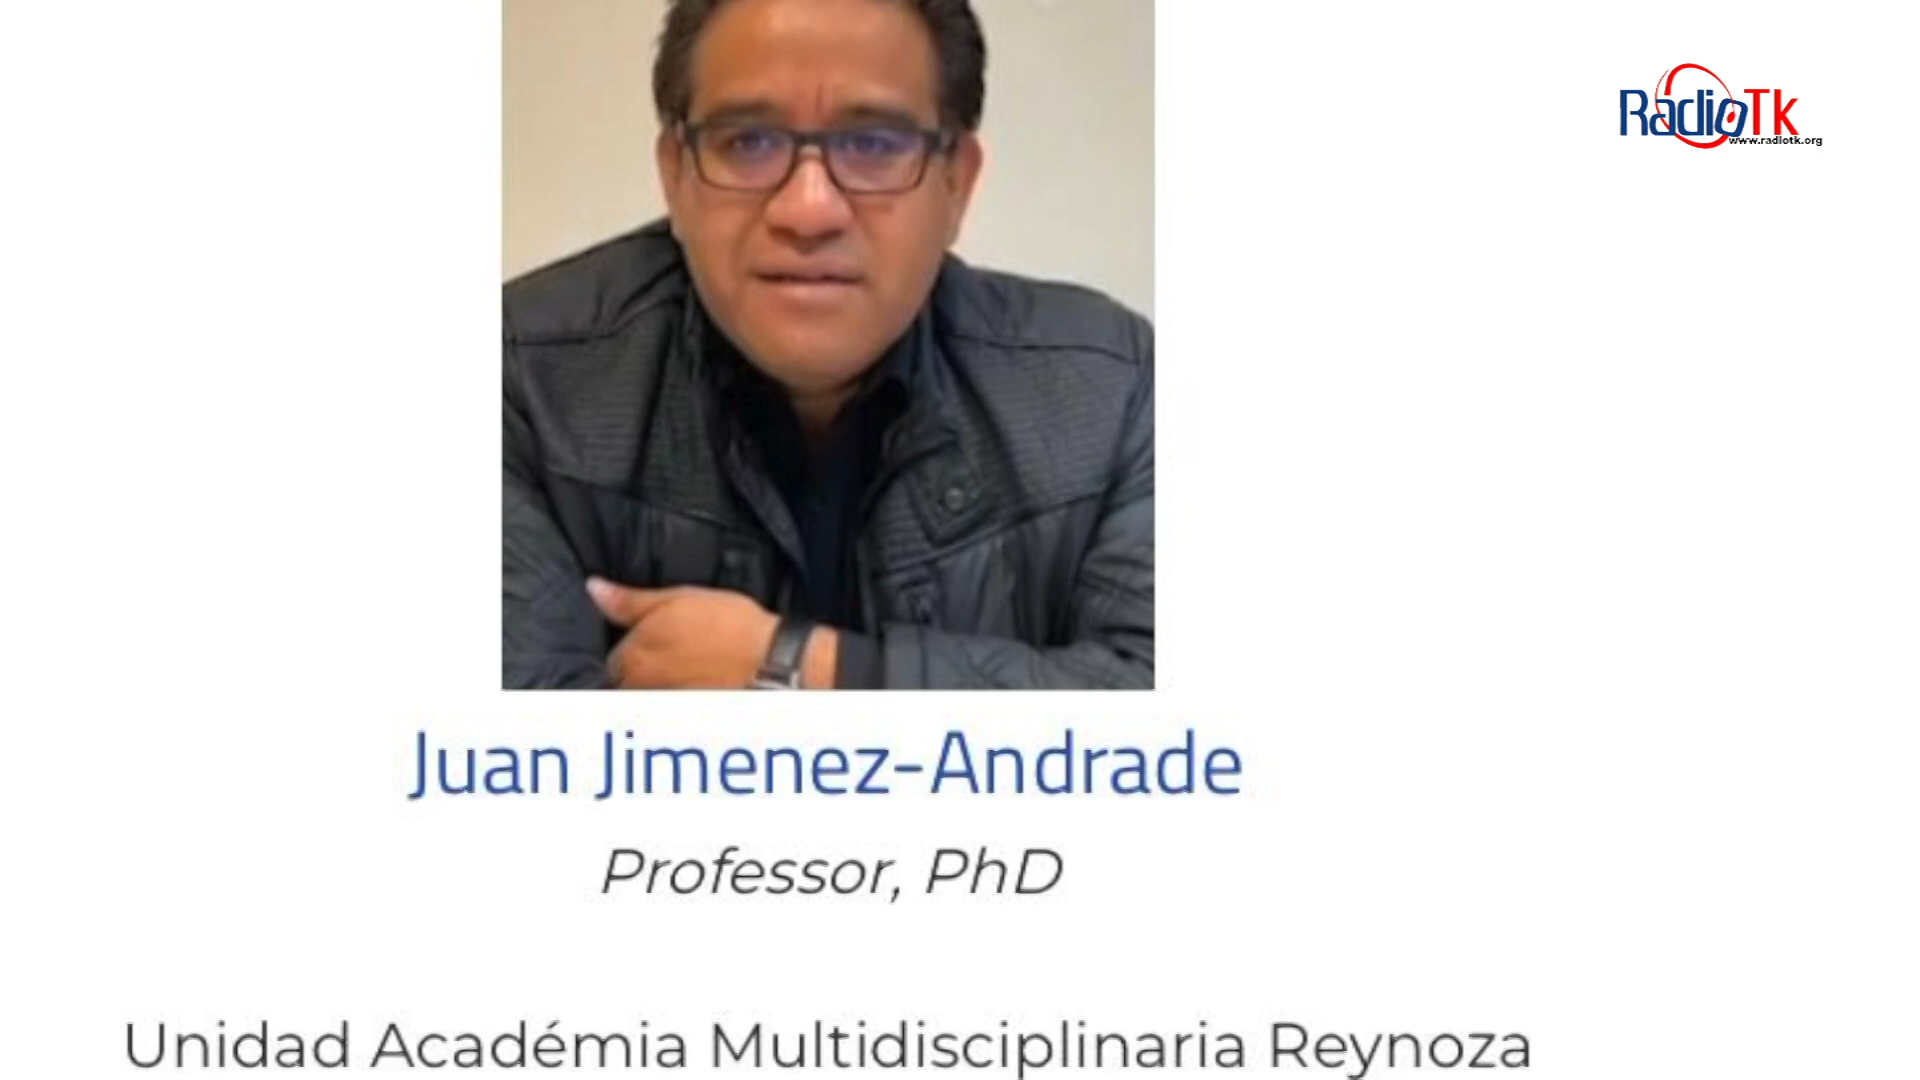 RadioTk
www.radiotk.org
Juan Jimenez-Andrade
Professor, PhD
Unidad Académia Multidisciplinaria Reynoza